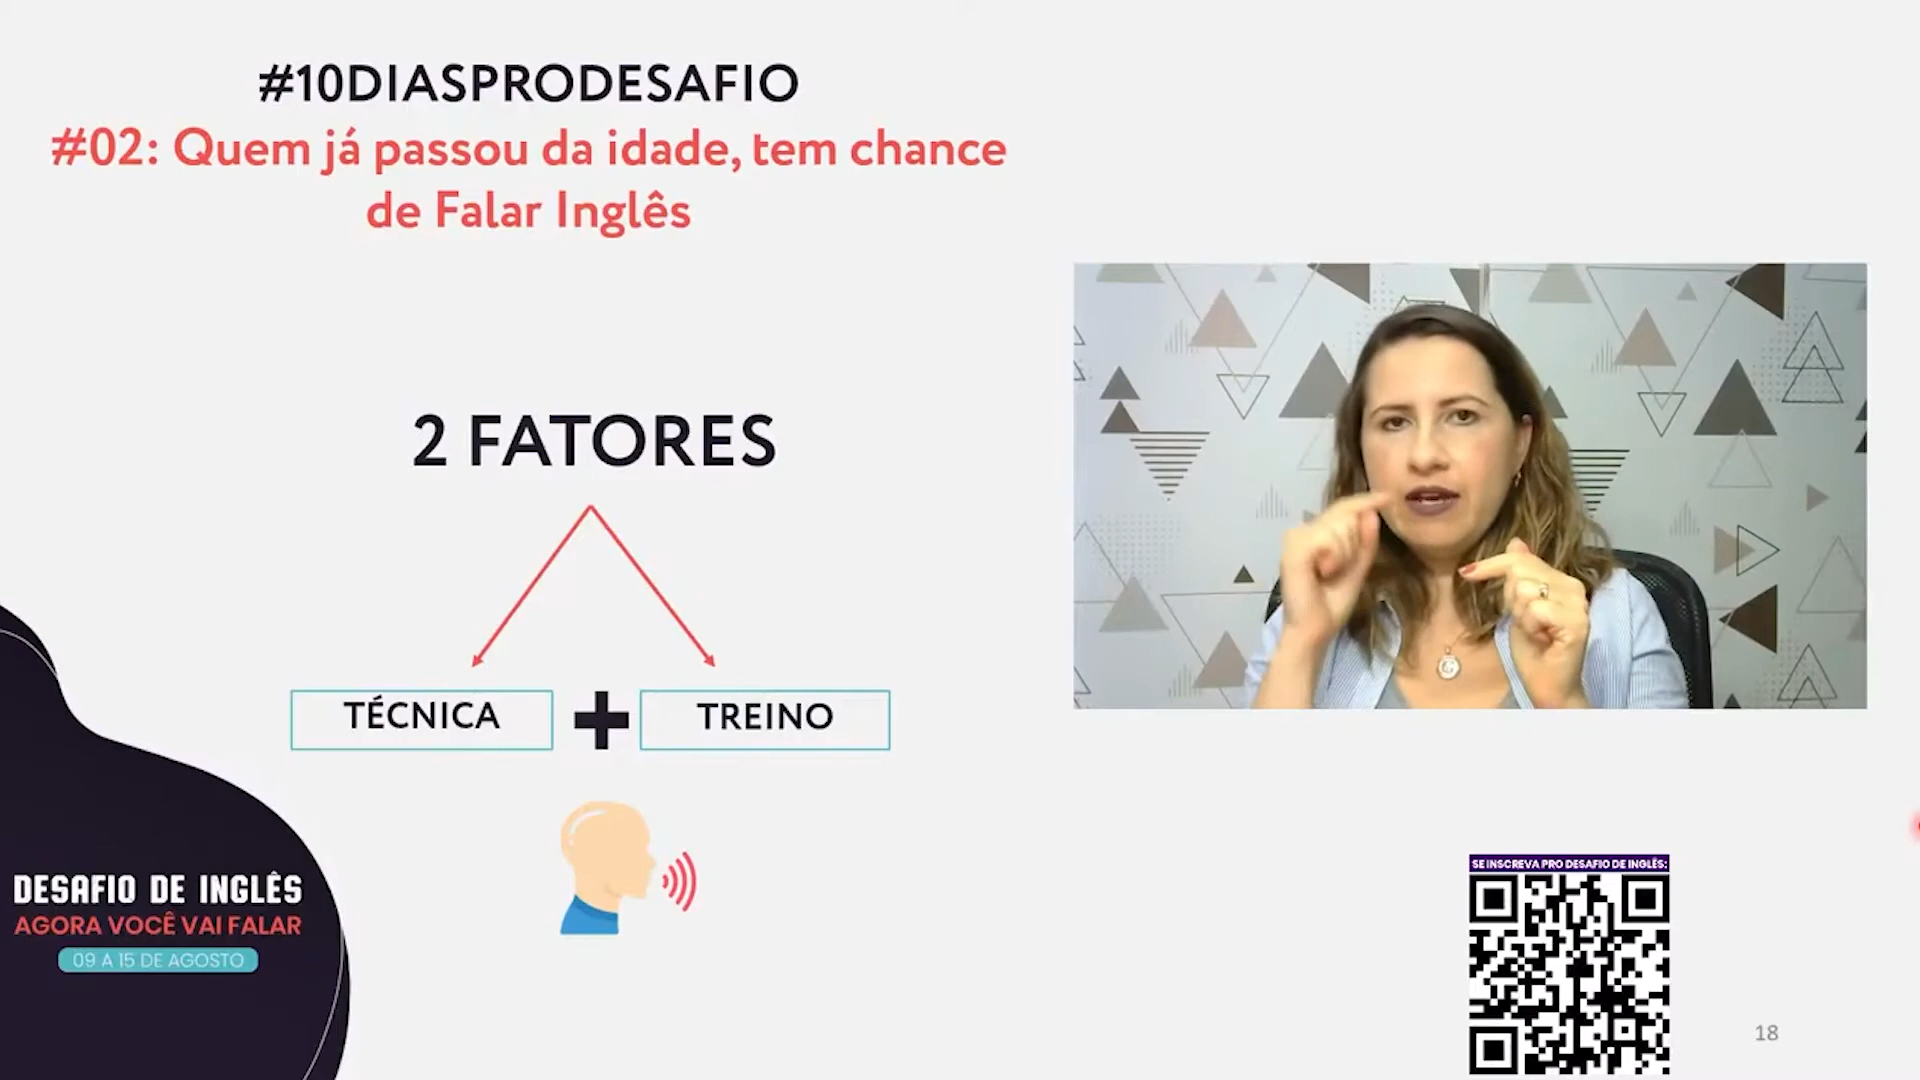 #10DIASPRODESAFIO
#02: Quem já passou da idade, tem chance
de Falar Inglês
2 FATORES
TÉCNICA
TREINO
DESAFIO DE INGLÊS
AGORA VOCÊ VAI FALAR
09 A 15 DE AGOSTO
SE INSCREVA PRO DESAFIO DE INGLÊS:
18